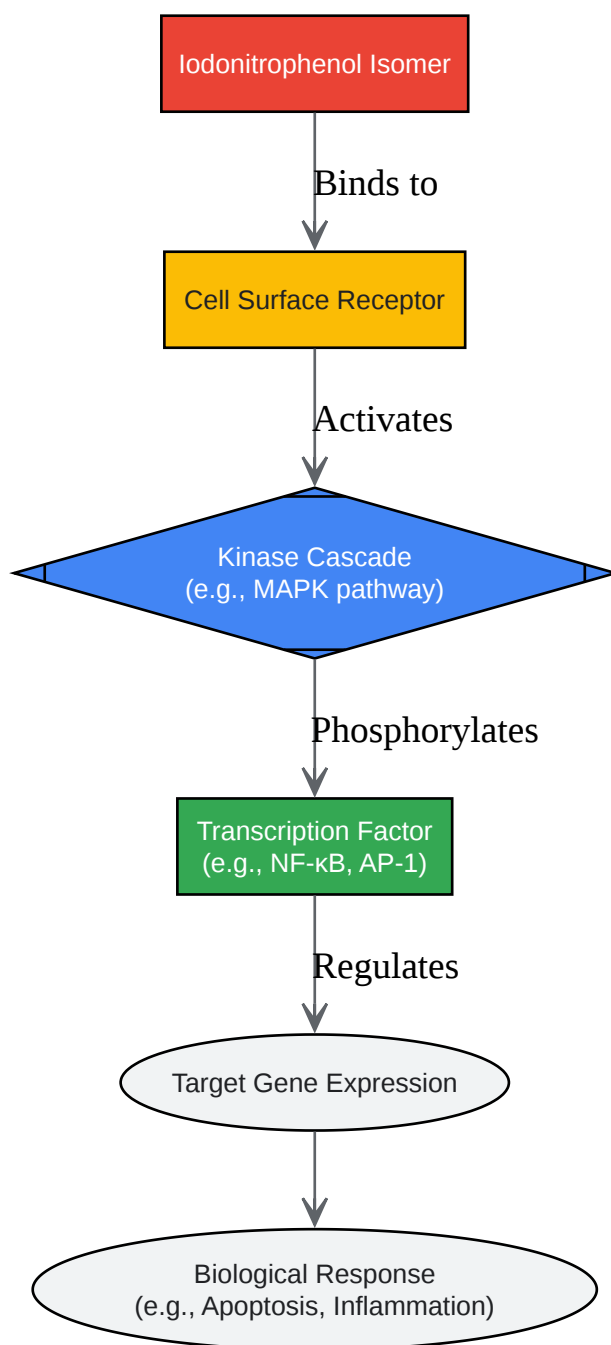 Iodonitrophenol Isomer
Binds to
Cell Surface Receptor
Activates
Kinase Cascade
(e.g., MAPK pathway)
Phosphorylates
Transcription Factor
(e.g., NF-κB, AP-1)
Regulates
Target Gene Expression
Biological Response
(e.g., Apoptosis, Inflammation)